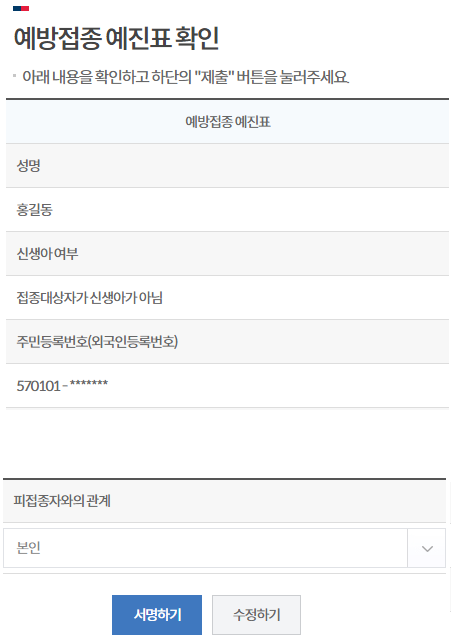 예방접종 예진표 확인
아래 내용을 확인하고 하단의 "제출" 버튼을 눌러주세요.
예방접종 예진표
성명
홍길동
신생아 여부
접종대상자가 신생아가 아님
주민등록번호(외국인등록번호)
570101 - *******
피접종자와의 관계
본인
서명하기 수정하기